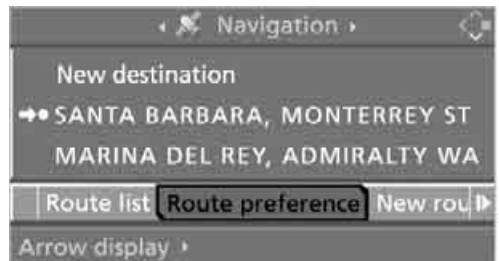 Navigation
New destination
SANTA BARBARA, MONTERREY ST
MARINA DEL REY, ADMIRALTY WA
Route list Route preference New rou
Arrow display